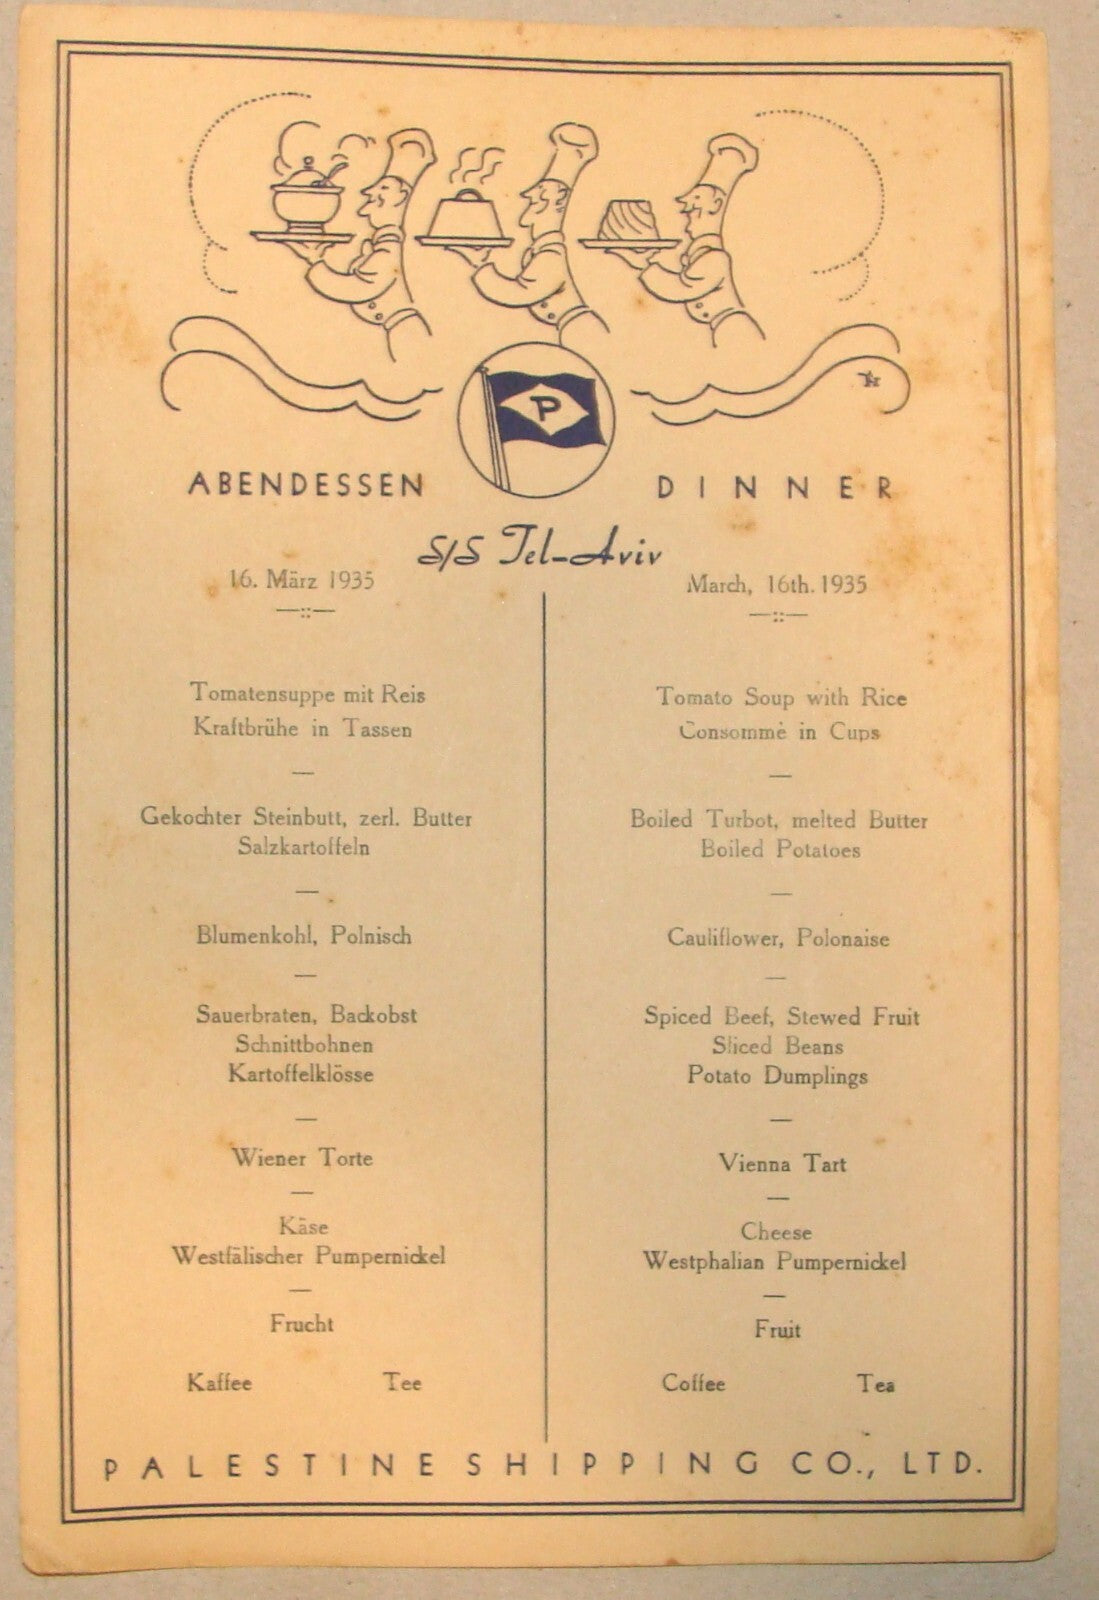 P
ABENDESSEN
DINNER
S/S Tel-Aviv
16. März 1935
Tomatensuppe mit Reis
Kraftbrühe in Tassen
Gekochter Steinbutt, zerl. Butter
Salzkartoffeln
Blumenkohl, Polnisch
Sauerbraten, Backobst
Schnittbohnen
Kartoffelklösse
Wiener Torte
Käse
Westfälischer Pumpernickel
Frucht
Kaffee Tee
March, 16th. 1935
Tomato Soup with Rice
Consommé in Cups
Boiled Turbot, melted Butter
Boiled Potatoes
Cauliflower, Polonaise
Spiced Beef, Stewed Fruit
Sliced Beans
Potato Dumplings
Vienna Tart
Cheese
Westphalian Pumpernickel
Fruit
Coffee Tea
PALESTINE SHIPPING CO., LTD.